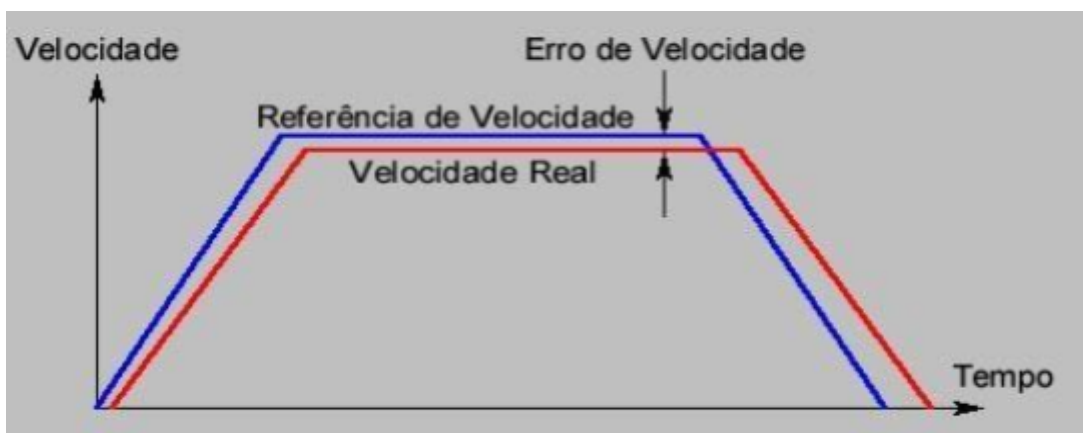 Velocidade
Erro de Velocidade
Referência de Velocidade
Velocidade Real
Tempo